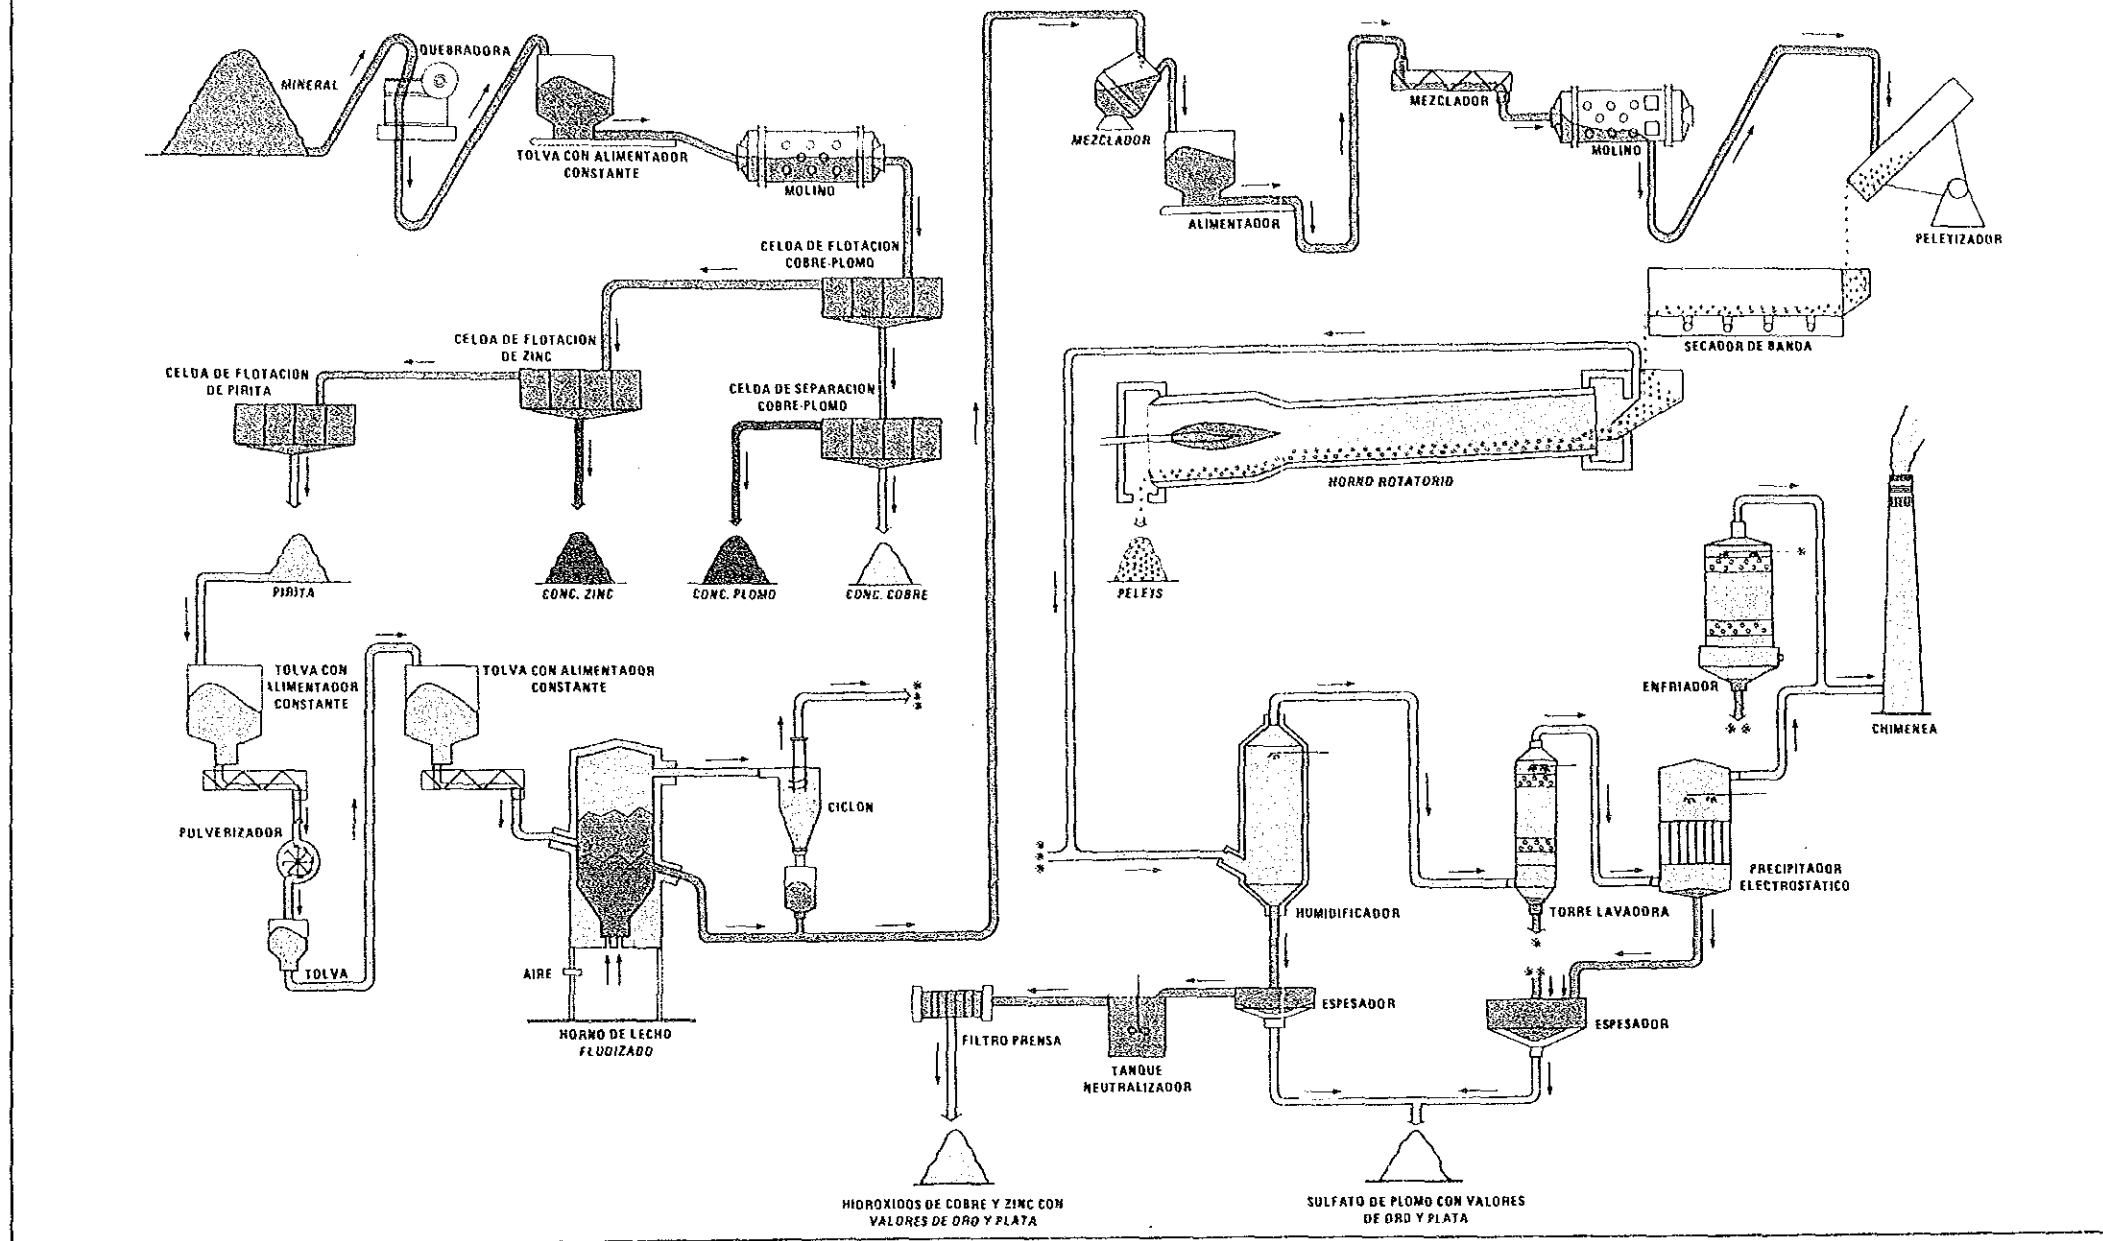 QUEBRADORA
MINERAL
TOLVA CON ALIMENTADOR
CONSTANTE
MOLINO
MEZCLADOR
ALIMENTADOR
MEZCLADOR
MOLINO
PELETIZADOR
SECADOR DE BANDA
CELDA DE FLOTACION
COBRE-PLOMO
CELDA DE FLOTACION
DE ZINC
CELDA DE FLOTACION
DE PIRITA
CELDA DE SEPARACION
COBRE-PLOMO
HORNO ROTATORIO
PIRITA
CONC. ZINC
CONC. PLOMO
CONC. COBRE
PELETS
TOLVA CON
ALIMENTADOR
CONSTANTE
TOLVA CON ALIMENTADOR
CONSTANTE
PULVERIZADOR
TOLVA
CICLON
AIRE
HORNO DE LECHO
FLUDIZADO
ENFRIADOR
CHIMENEA
HUMIDIFICADOR
TORRE LAVADORA
PRECIPITADOR
ELECTROSTATICO
ESPESADOR
ESPESADOR
FILTRO PRENSA
TANQUE
NEUTRALIZADOR
HIDROXIDOS DE COBRE Y ZINC CON
VALORES DE ORO Y PLATA
SULFATO DE PLOMO CON VALORES
DE ORO Y PLATA